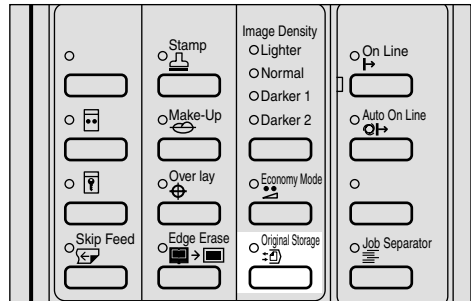 Stamp
Make-Up
Over lay
Skip Feed
Edge Erase
Image Density
Lighter
Normal
Darker 1
Darker 2
Economy Mode
Original Storage
On Line
Auto On Line
Job Separator